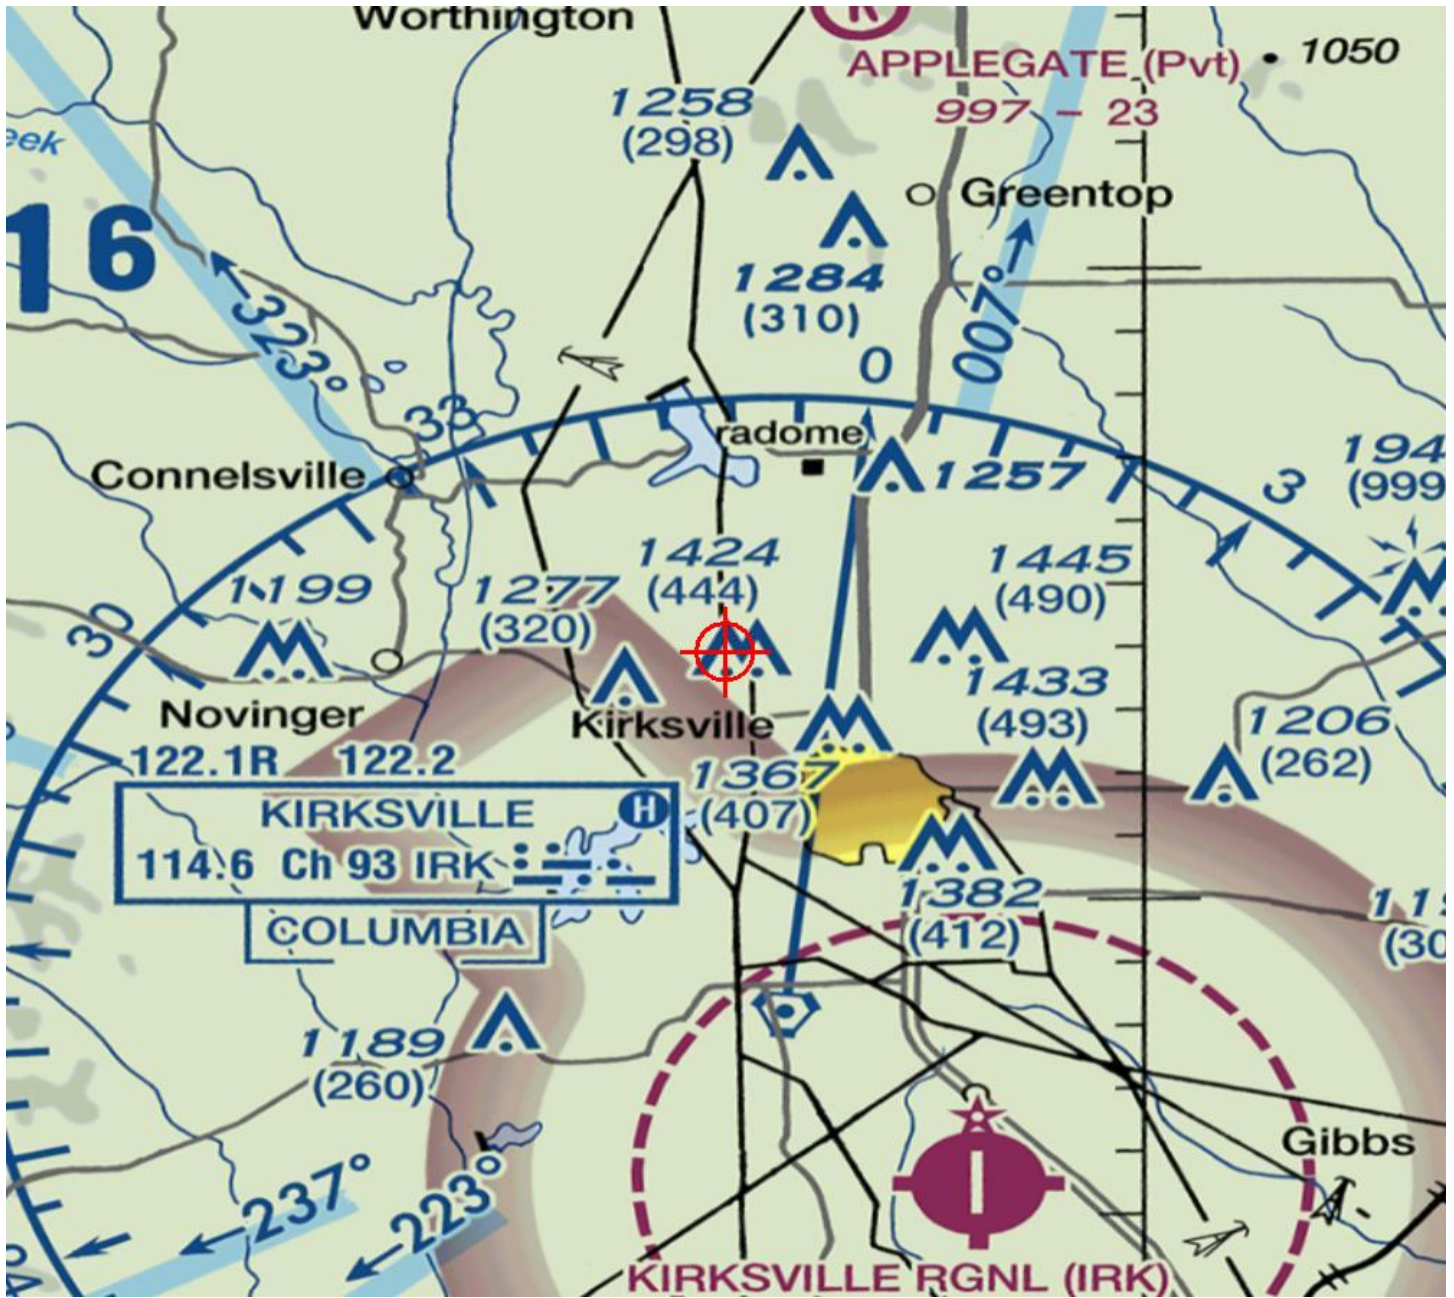 Worthington
R
APPLEGATE (Pvt)
997 - 23
1050
1258
(298)
eek
Greentop
16
1284
(310)
323°
007°
0
33
radome
Connelsville
1257
3
194
(999
1424
(444)
1445
(490)
1199
1277
(320)
30
1433
(493)
Novinger
Kirksville
1206
(262)
122.1R 122.2
1367
(407)
KIRKSVILLE H
114.6 Ch 93 IRK
COLUMBIA
1382
(412)
(30
1189
(260)
237°
223°
Gibbs
KIRKSVILLE RGNL (IRK)